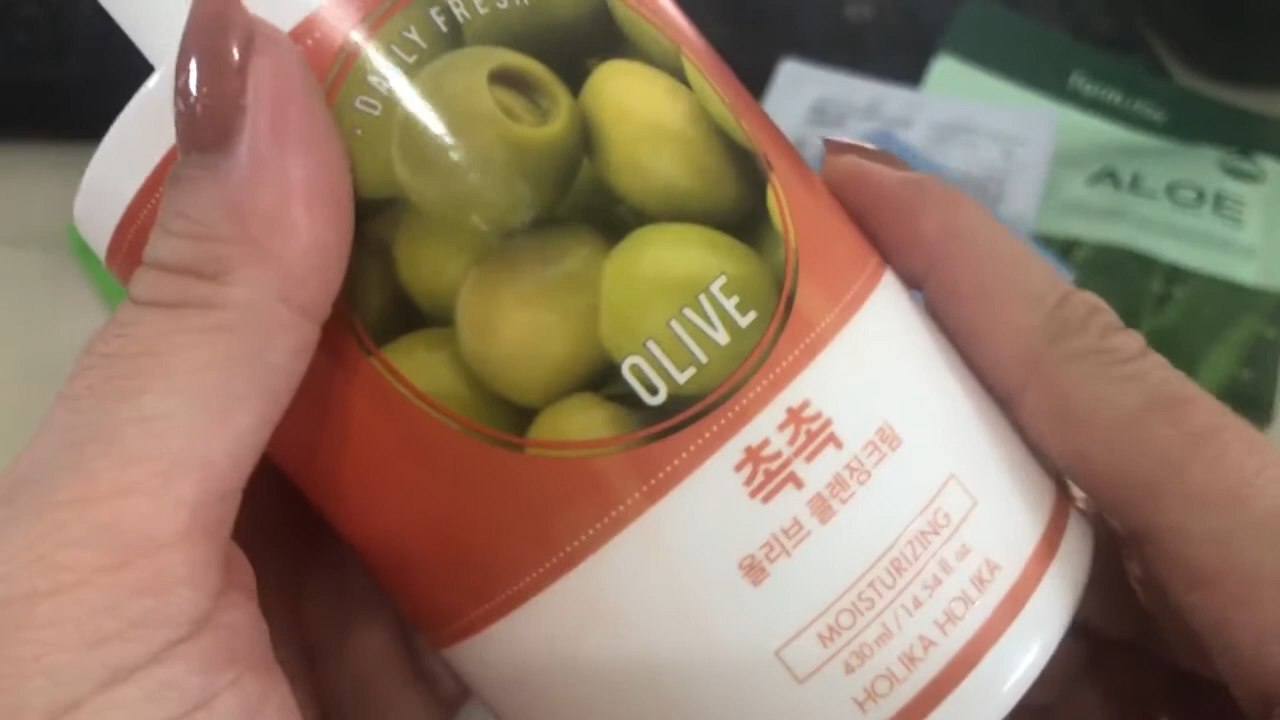 DAILY FRESH
OLIVE
촉촉
올리브 클렌징크림
MOISTURIZING
430 ml / 14.54 fl. oz
HOLIKA HOLIKA
ALOE